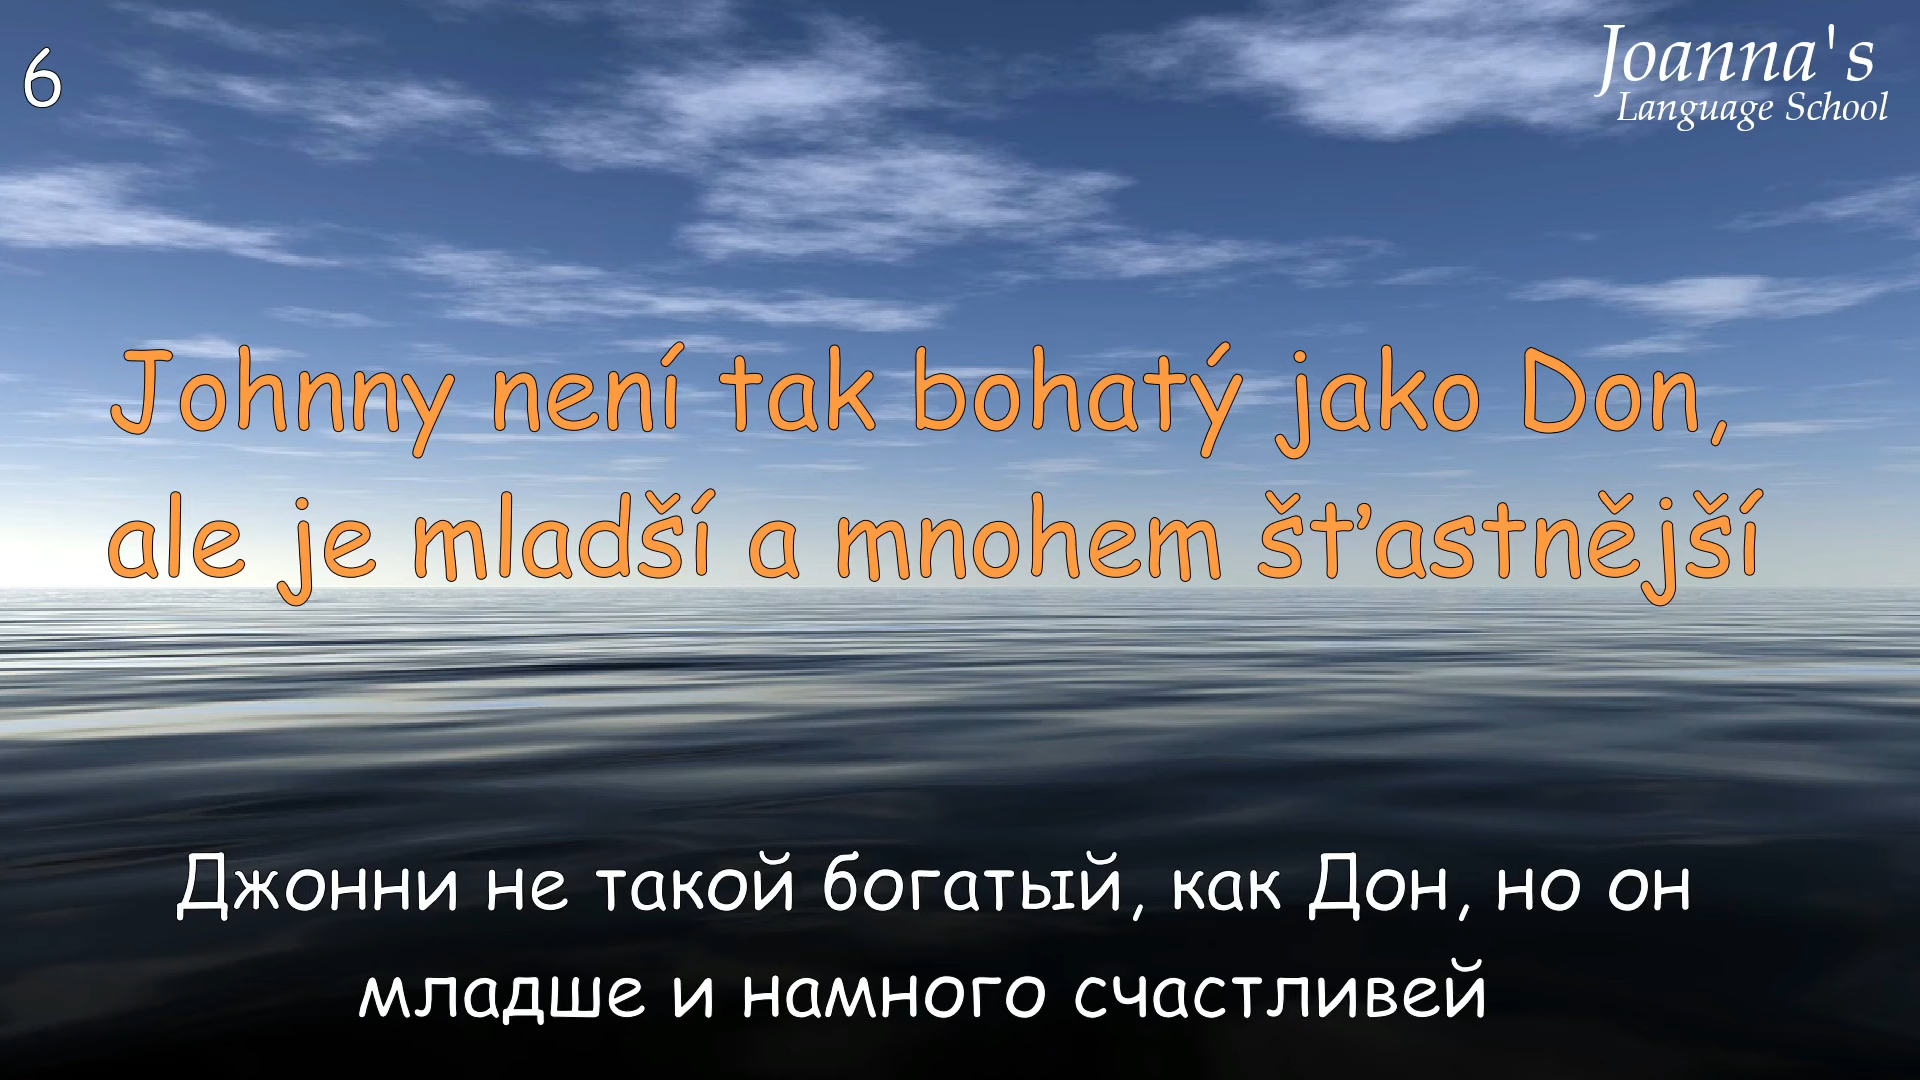 6
Joanna's
Language School
Johnny není tak bohatý jako Don,
ale je mladší a mnohem šťastnější
Джонни не такой богатый, как Дон, но он
младше и намного счастливей